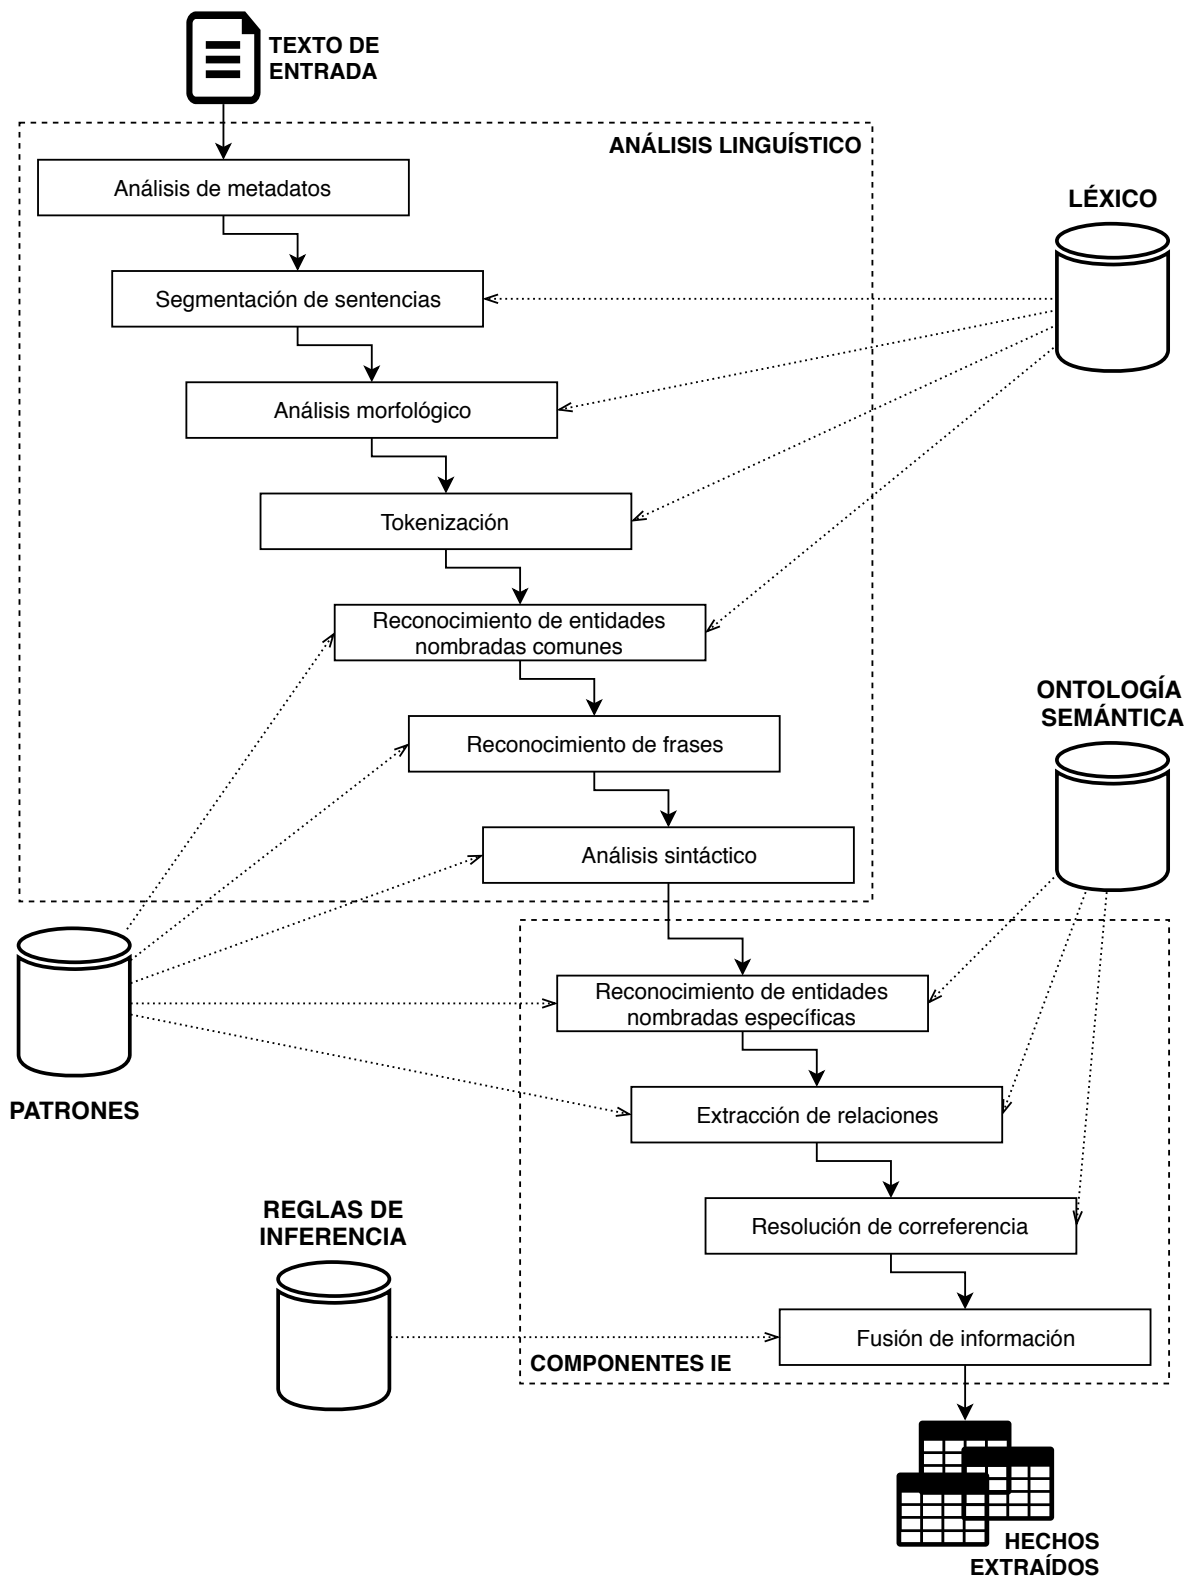 TEXTO DE
ENTRADA
ANÁLISIS LINGUÍSTICO
Análisis de metadatos
LÉXICO
Segmentación de sentencias
Análisis morfológico
Tokenización
Reconocimiento de entidades
nombradas comunes
ONTOLOGÍA
SEMÁNTICA
Reconocimiento de frases
Análisis sintáctico
Reconocimiento de entidades
nombradas específicas
PATRONES
Extracción de relaciones
REGLAS DE
INFERENCIA
Resolución de correferencia
Fusión de información
COMPONENTES IE
HECHOS
EXTRAÍDOS